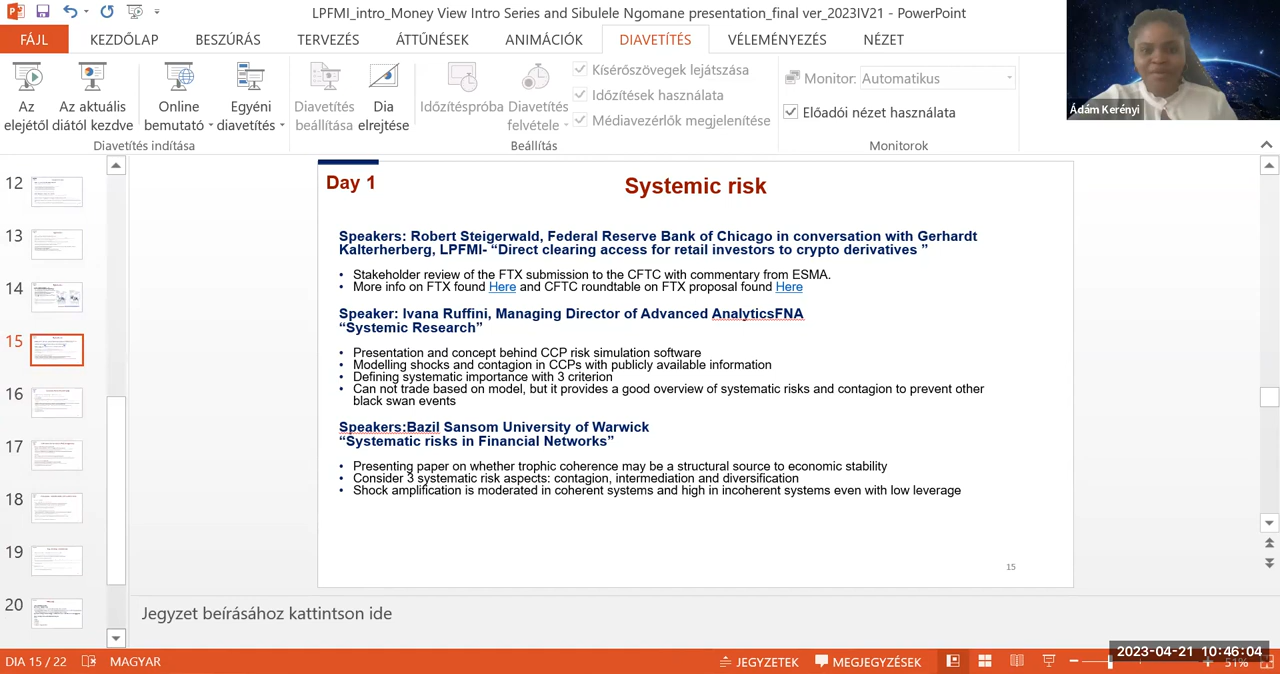 LPFMI_intro_Money View Intro Series and Sibulele Ngomane presentation_final ver_2023IV21 - PowerPoint
FÁJL KEZDŐLAP BESZÚRÁS TERVEZÉS ÁTTŰNÉSEK ANIMÁCIÓK DIAVETÍTÉS VÉLEMÉNYEZÉS NÉZET
Az elejétől
Az aktuális diától kezdve
Online bemutató
Egyéni diavetítés
Diavetítés indítása
Diavetítés beállítása
Dia elrejtése
Időzítéspróba
Diavetítés felvétele
Kísérőszövegek lejátszása
Időzítések használata
Médiavezérlők megjelenítése
Beállítás
Monitor: Automatikus
Előadói nézet használata
Monitorok
Ádám Kerényi
12
13
14
15
16
17
18
19
20
Day 1
Systemic risk
Speakers: Robert Steigerwald, Federal Reserve Bank of Chicago in conversation with Gerhardt
Kalterherberg, LPFMI- “Direct clearing access for retail investors to crypto derivatives ”
• Stakeholder review of the FTX submission to the CFTC with commentary from ESMA.
• More info on FTX found Here and CFTC roundtable on FTX proposal found Here
Speaker: Ivana Ruffini, Managing Director of Advanced AnalyticsFNA
“Systemic Research”
• Presentation and coding behind CCP risk simulation software
• Modelling shocks and contagion in CCPs with publicly available information
• Defining systematic importance with 3 criterion
• Can not trade based on model, but it provides a good overview of systematic risks and contagion to prevent other
black swan events
Speakers:Bazil Sansom University of Warwick
“Systematic risks in Financial Networks”
• Presenting paper on whether trophic coherence may be a structural source to economic stability
• Consider 3 systematic risk aspects: contagion, intermediation and diversification
• Shock amplification is moderated in coherent systems and high in incoherent systems even with low leverage
15
Jegyzet beírásához kattintson ide
DIA 15 / 22 MAGYAR JEGYZETEK MEGJEGYZÉSEK 51%
2023-04-21 10:46:04